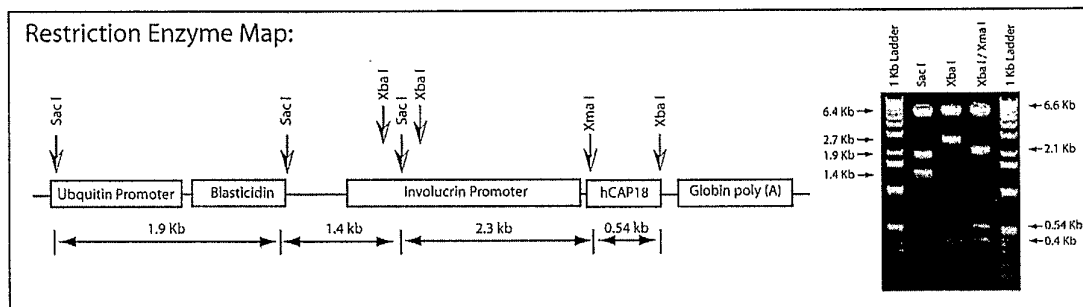 Restriction Enzyme Map:
Sac I
Sac I
Xba I
Sac I
Xba I
Xma I
Xba I
Ubquitin Promoter
Blasticidin
Involucrin Promoter
hCAP18
Globin poly (A)
1.9 Kb
1.4 kb
2.3 kb
0.54 kb
1 Kb Ladder
Sac I
Xba I
Xba I / Xma I
1 Kb Ladder
6.4 Kb
2.7 Kb
1.9 Kb
1.4 Kb
6.6 Kb
2.1 Kb
0.54 Kb
0.4 Kb